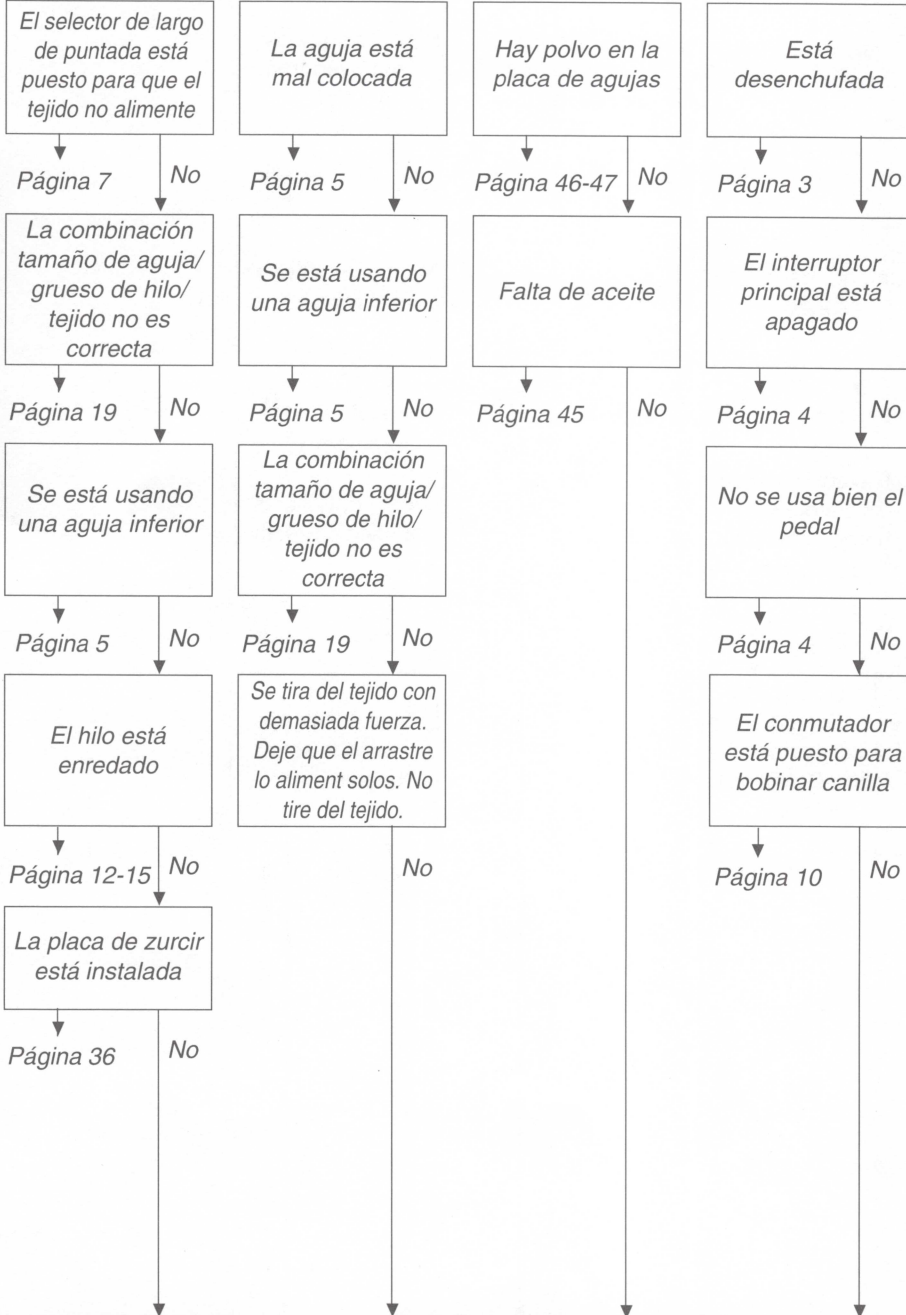 El selector de largo
de puntada está
puesto para que el
tejido no alimente
Página 7
No
La combinación
tamaño de aguja/
grueso de hilo/
tejido no es
correcta
Página 19
No
Se está usando
una aguja inferior
Página 5
No
El hilo está
enredado
Página 12-15
No
La placa de zurcir
está instalada
Página 36
No
La aguja está
mal colocada
Página 5
No
Se está usando
una aguja inferior
Página 5
No
La combinación
tamaño de aguja/
grueso de hilo/
tejido no es
correcta
Página 19
No
Se tira del tejido con
demasiada fuerza.
Deje que el arrastre
lo aliment solos. No
tire del tejido.
No
Hay polvo en la
placa de agujas
Página 46-47
No
Falta de aceite
Página 45
No
Está
desenchufada
Página 3
No
El interruptor
principal está
apagado
Página 4
No
No se usa bien el
pedal
Página 4
No
El conmutador
está puesto para
bobinar canilla
Página 10
No